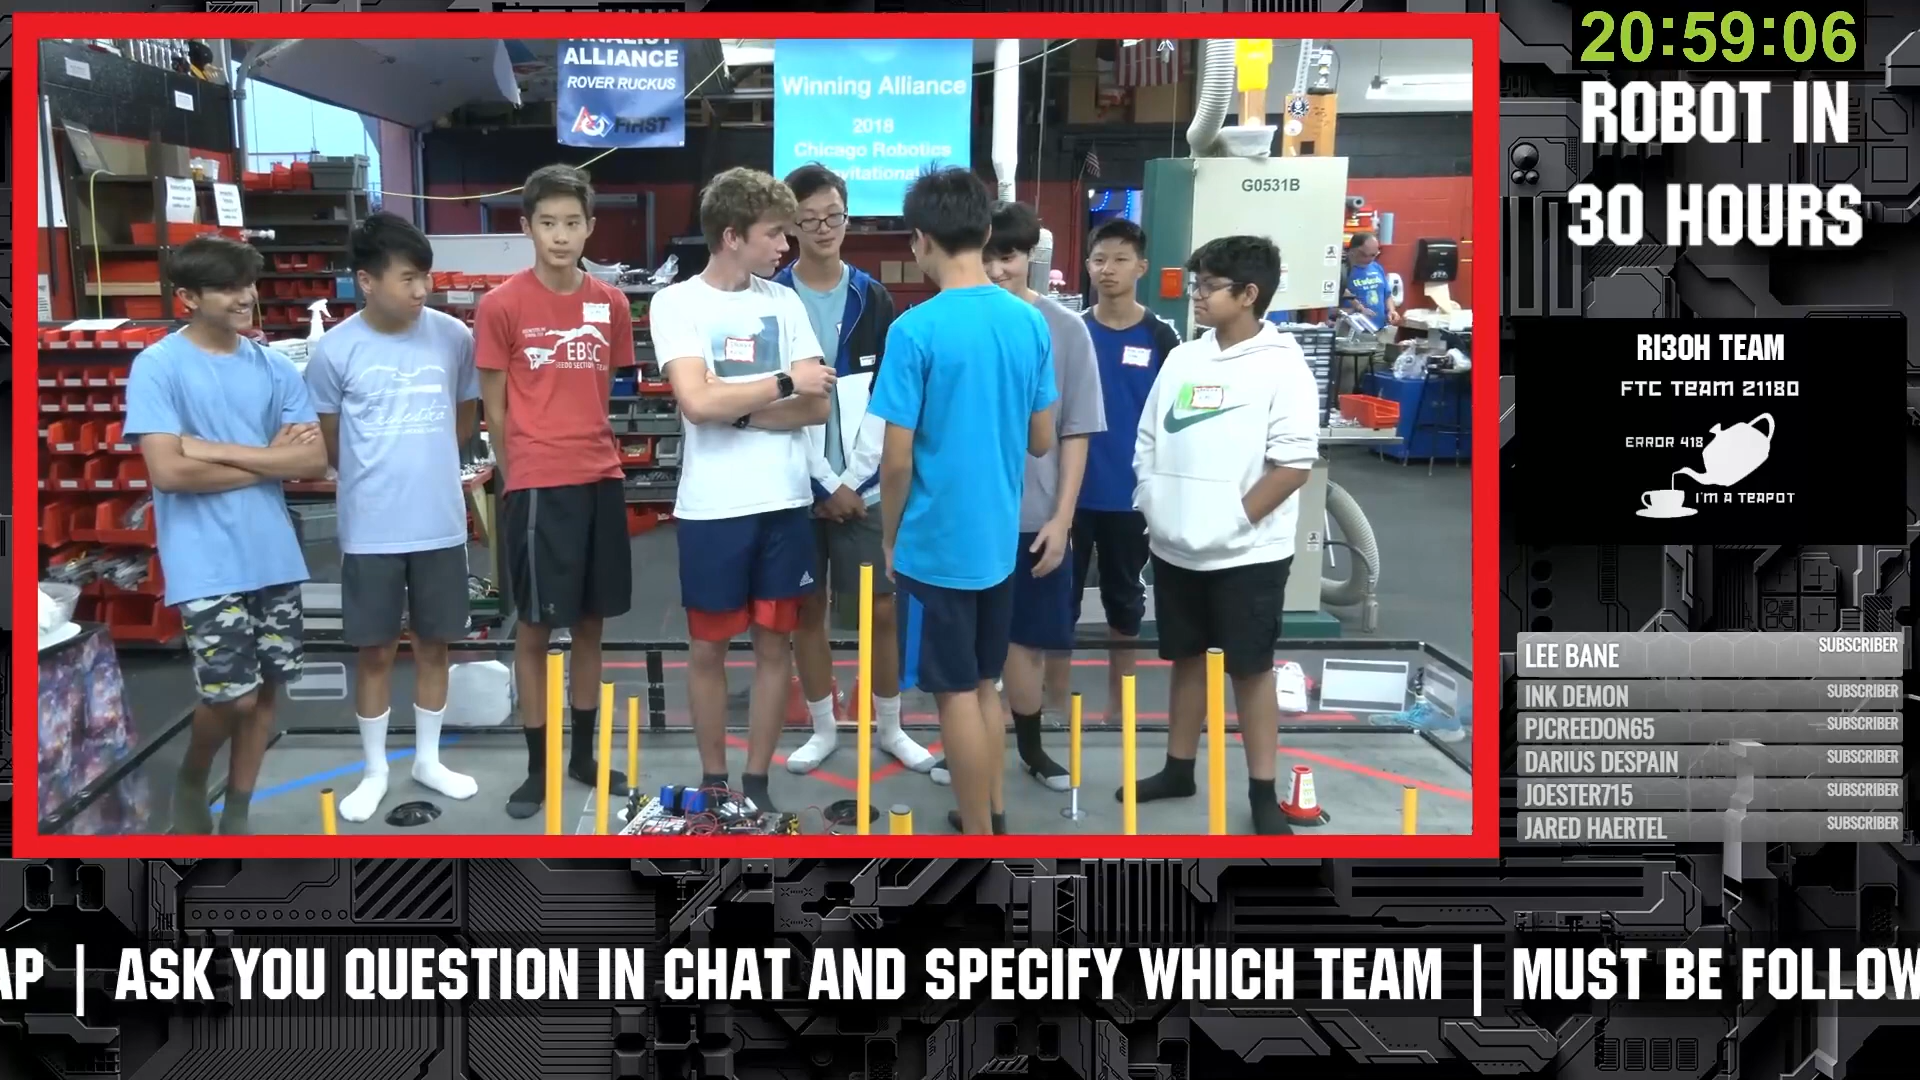 20:59:06
ROBOT IN
30 HOURS
FINALIST
ALLIANCE
ROVER RUCKUS
FIRST
Winning Alliance
2018
Chicago Robotics
G0531B
EBSC
RI30H TEAM
FTC TEAM 21180
ERROR 418
I'M A TEAPOT
LEE BANE SUBSCRIBER
INK DEMON SUBSCRIBER
PJCREEDON65 SUBSCRIBER
DARIUS DESPAIN SUBSCRIBER
JOESTER715 SUBSCRIBER
JARED HAERTEL SUBSCRIBER
AP | ASK YOU QUESTION IN CHAT AND SPECIFY WHICH TEAM | MUST BE FOLLOW